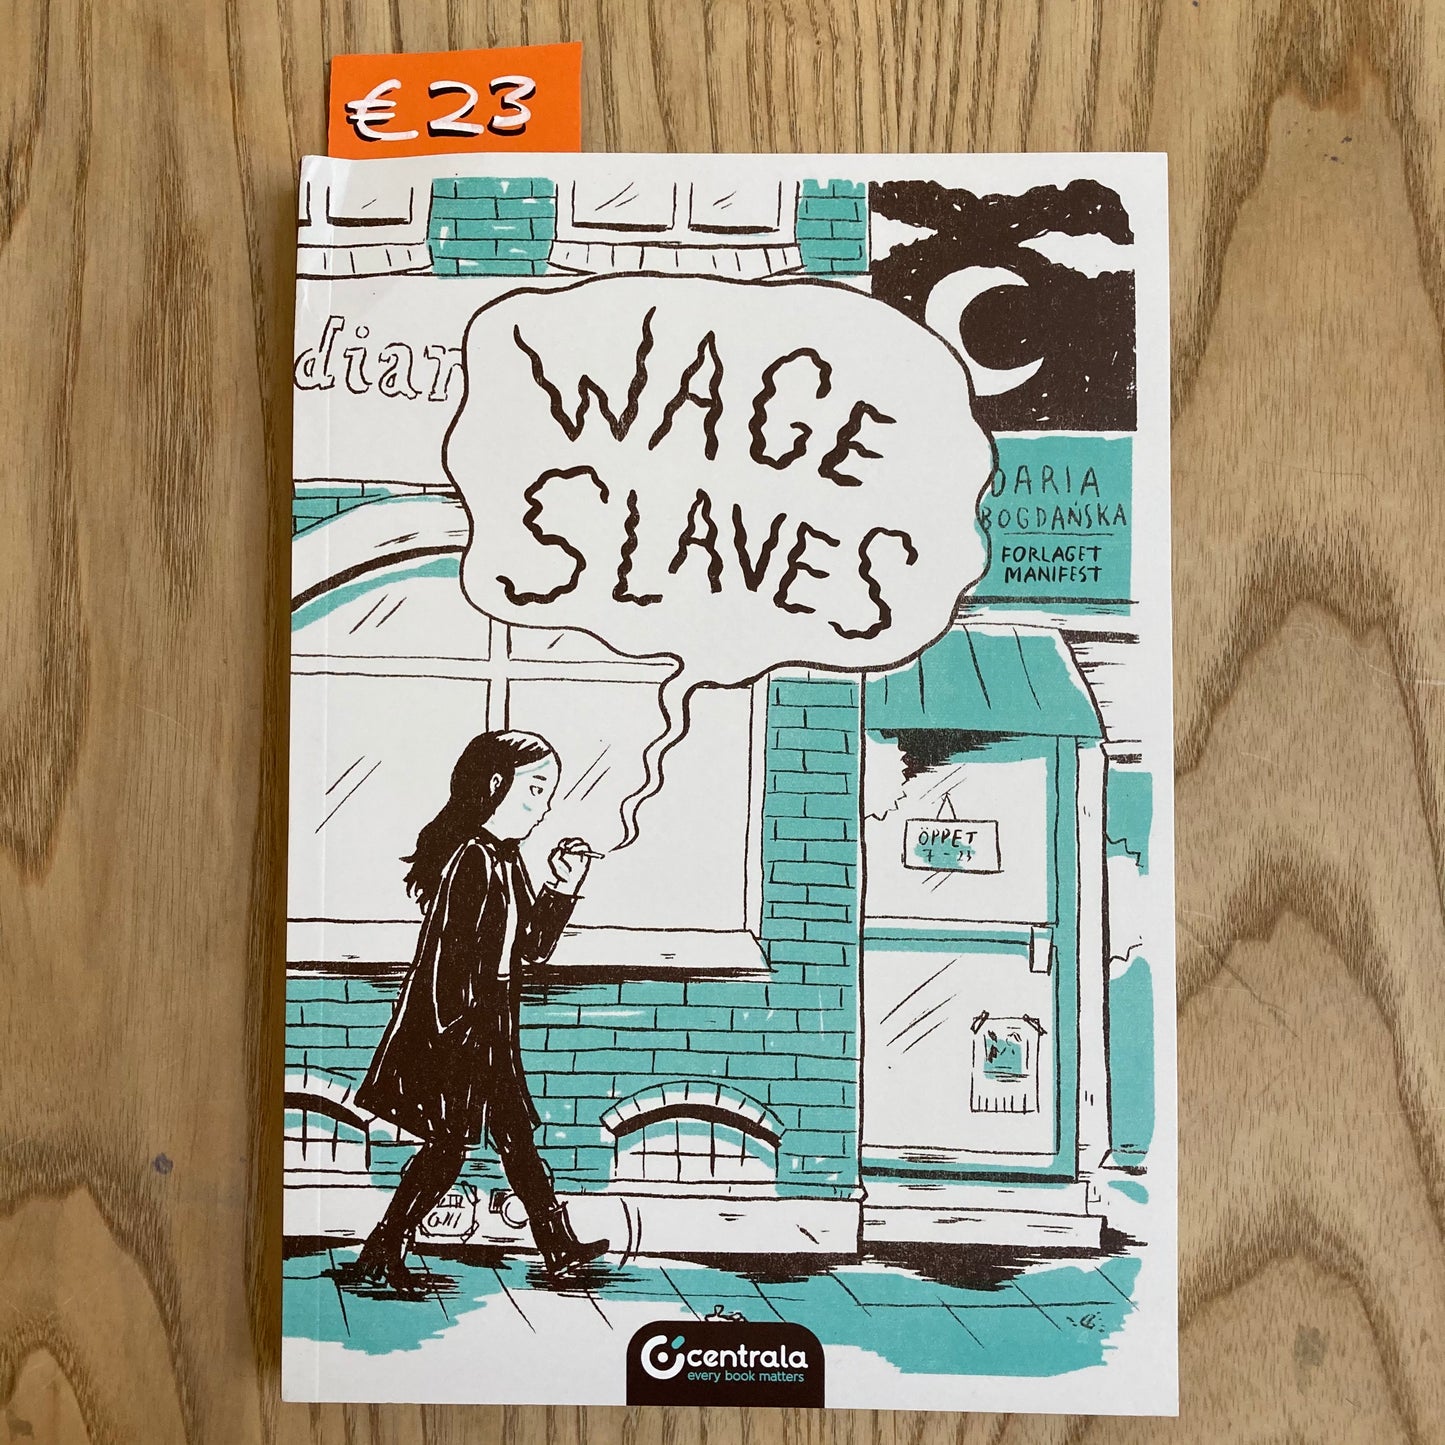 €23
dian
WAGE
SLAVES
DARIA
BOGDAŃSKA
FORLAGET
MANIFEST
ÖPPET
7-23
centrala
every book matters